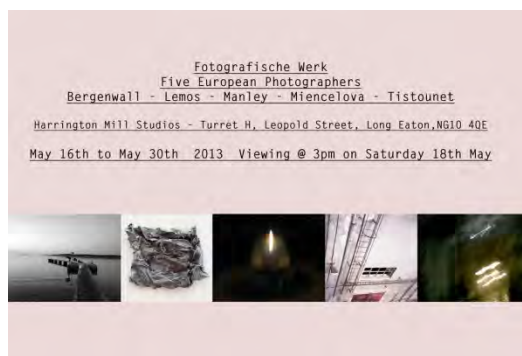 Fotografische Werk
Five European Photographers
Bergenwall - Lemos - Manley - Miencelova - Tistounet
Harrington Mill Studios - Turret H, Leopold Street, Long Eaton,NG10 4QE
May 16th to May 30th 2013 Viewing @ 3pm on Saturday 18th May